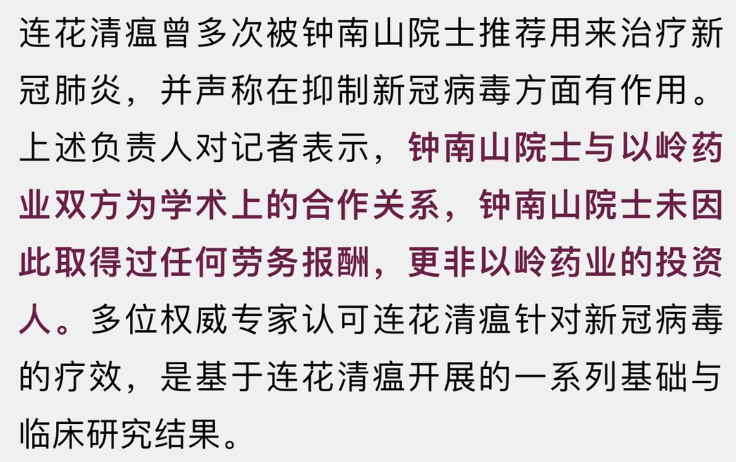 连花清瘟曾多次被钟南山院士推荐用来治疗新
冠肺炎，并声称在抑制新冠病毒方面有作用。
上述负责人对记者表示，钟南山院士与以岭药
业双方为学术上的合作关系，钟南山院士未因
此取得过任何劳务报酬，更非以岭药业的投资
人。多位权威专家认可连花清瘟针对新冠病毒
的疗效，是基于连花清瘟开展的一系列基础与
临床研究结果。